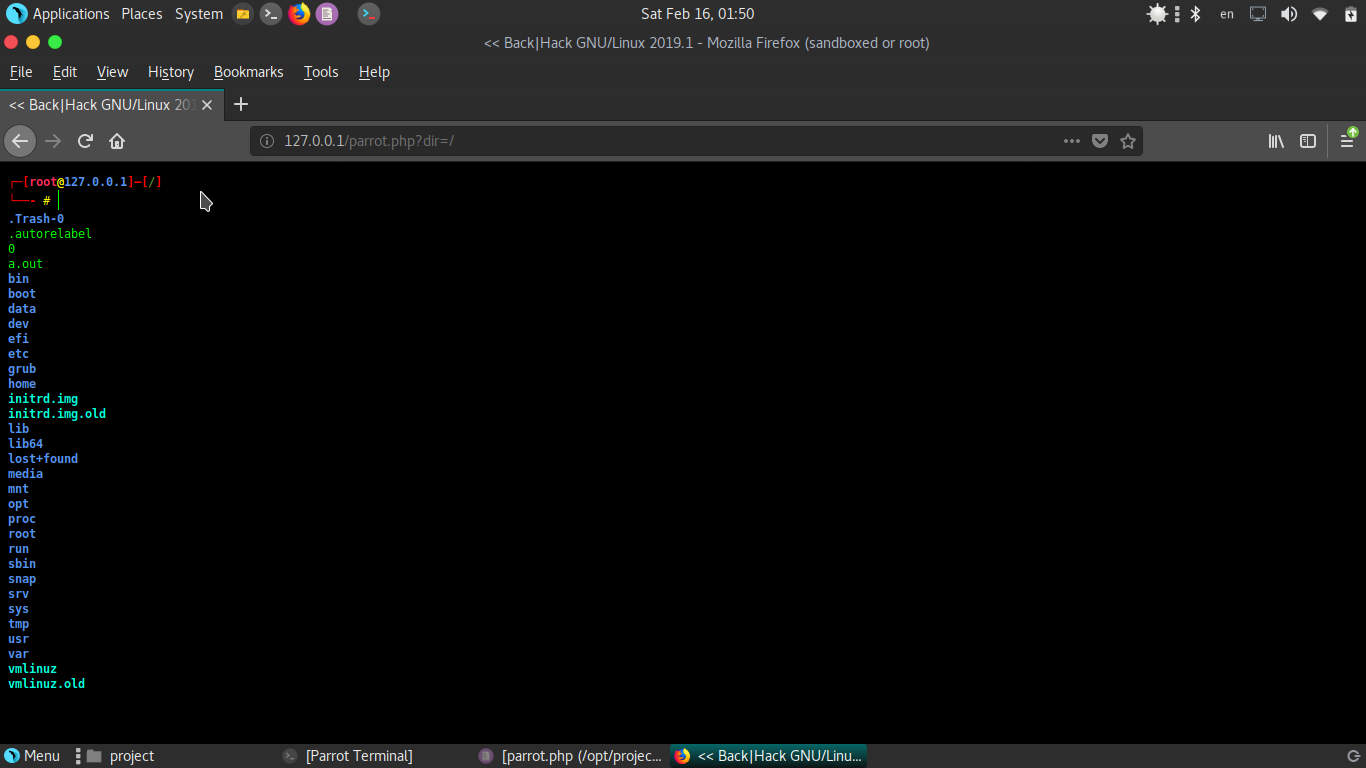 Applications Places System
Sat Feb 16, 01:50
en
<< Back|Hack GNU/Linux 2019.1 - Mozilla Firefox (sandboxed or root)
File Edit View History Bookmarks Tools Help
<< Back|Hack GNU/Linux 201
127.0.0.1/parrot.php?dir=/
┌─[root@127.0.0.1]─[/]
└──╼ #
.Trash-0
.autorelabel
0
a.out
bin
boot
data
dev
efi
etc
grub
home
initrd.img
initrd.img.old
lib
lib64
lost+found
media
mnt
opt
proc
root
run
sbin
snap
srv
sys
tmp
usr
var
vmlinuz
vmlinuz.old
Menu project [Parrot Terminal] [parrot.php (/opt/projec... << Back|Hack GNU/Linu...